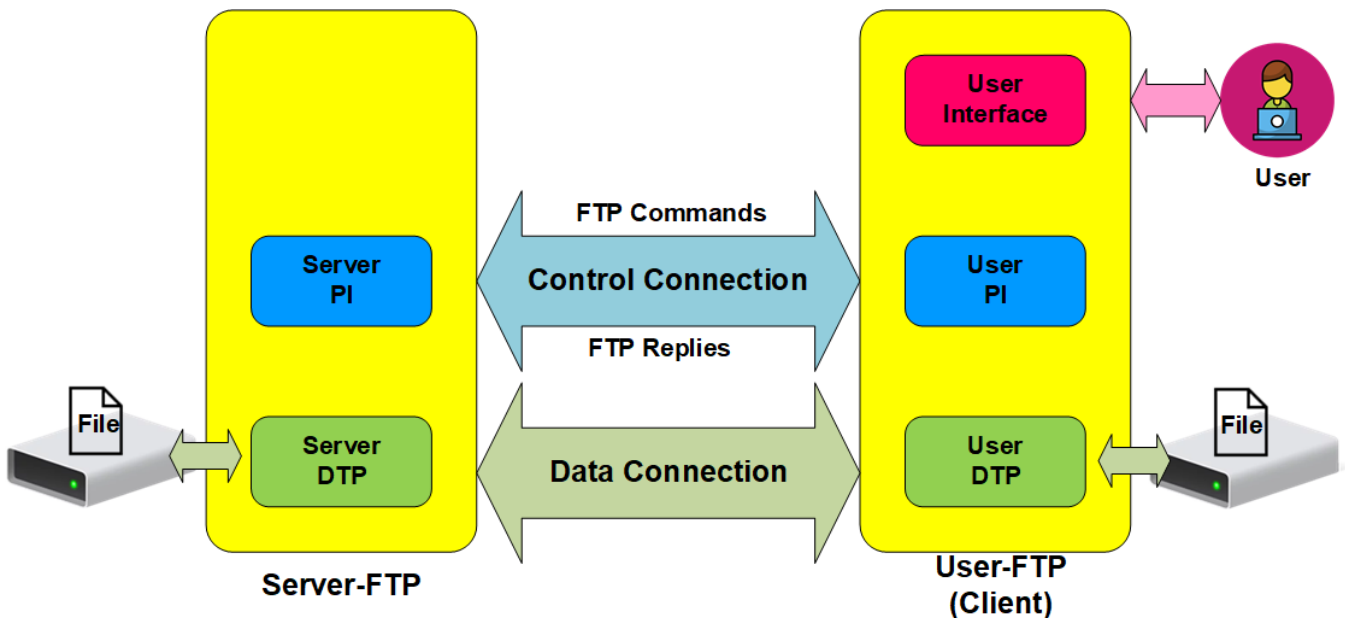 User
Interface
User
FTP Commands
Server
PI
Control Connection
User
PI
FTP Replies
File
Server
DTP
Data Connection
User
DTP
File
Server-FTP
User-FTP
(Client)